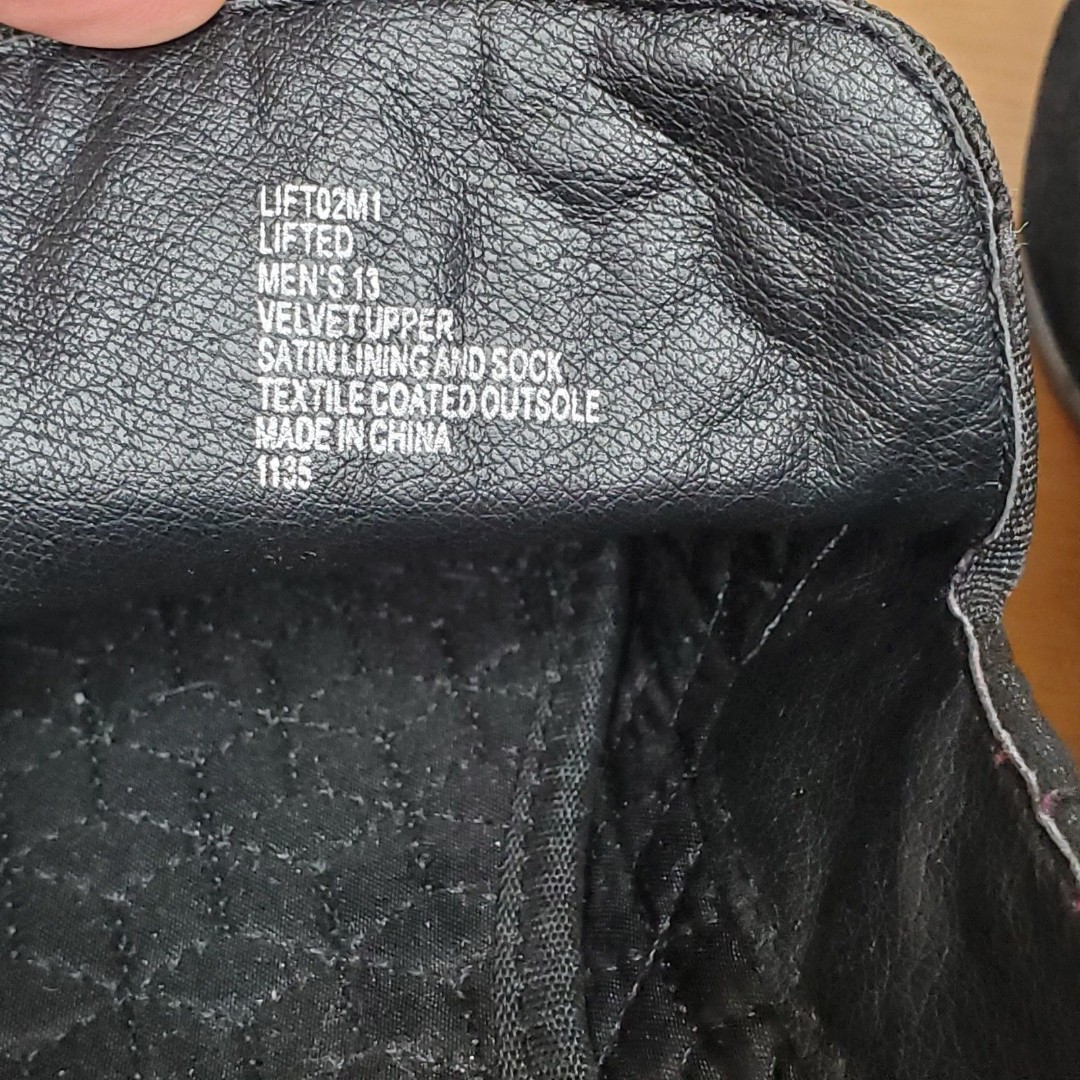 LIFT02M1
LIFTED
MEN'S 13
VELVET UPPER
SATIN LINING AND SOCK
TEXTILE COATED OUTSOLE
MADE IN CHINA
1135